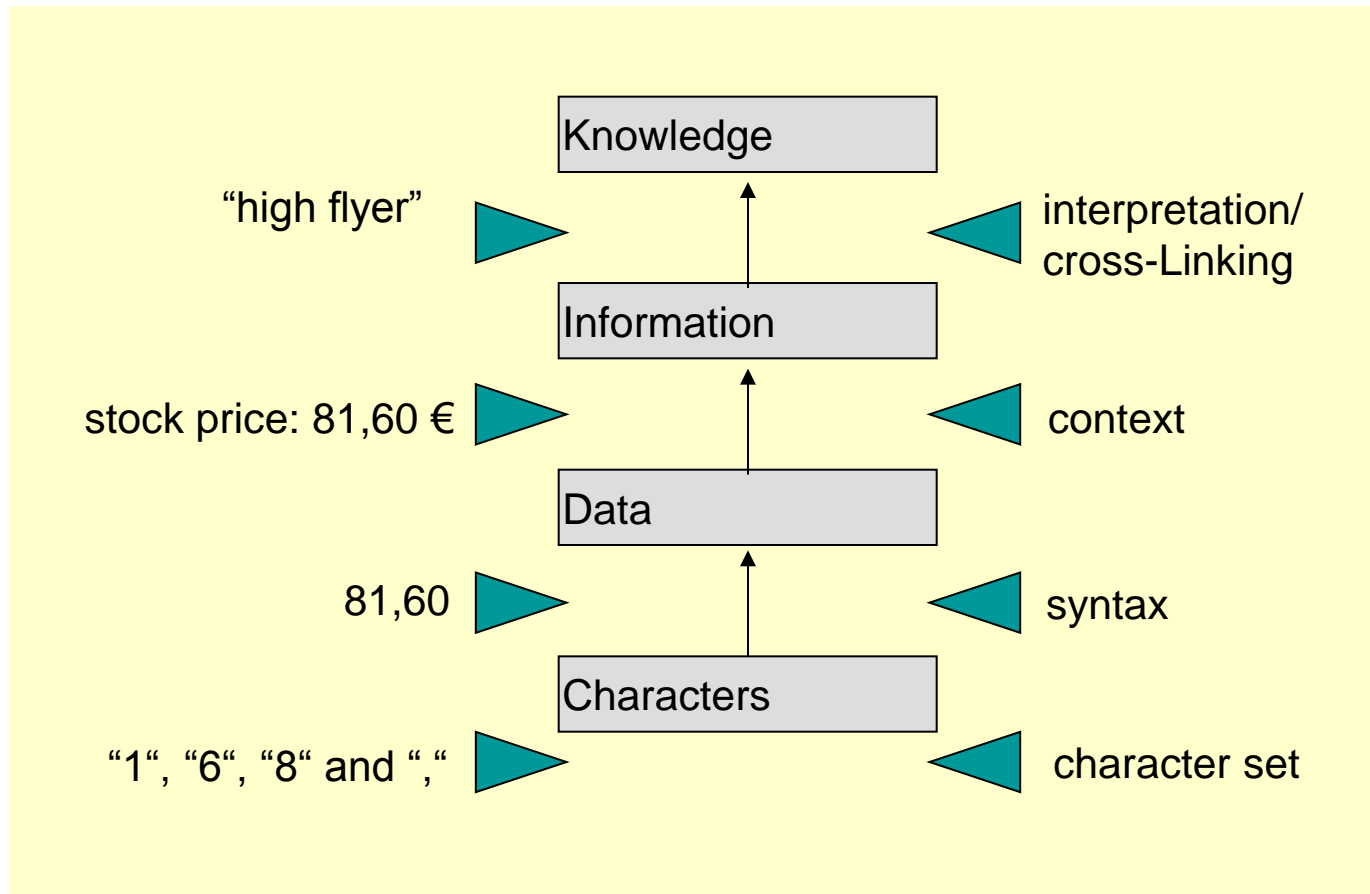 Knowledge
“high flyer”
interpretation/
cross-Linking
Information
stock price: 81,60 €
context
Data
81,60
syntax
Characters
“1“, “6“, “8“ and “,“
character set